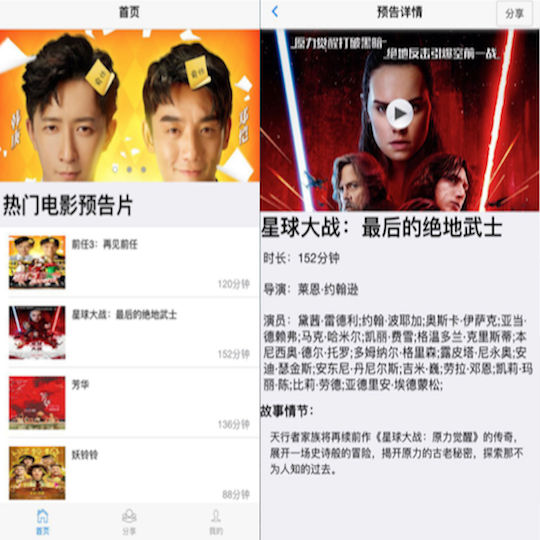 首页
前任
前任
韩庚
郑恺
热门电影预告片
前任3：再见前任
120分钟
星球大战：最后的绝地武士
152分钟
芳华
136分钟
妖铃铃
88分钟
首页
分享
我的
预告详情
分享
原力觉醒打破黑暗
绝地反击引爆空前一战
星球大战：最后的绝地武士
时长：152分钟
导演：莱恩·约翰逊
演员：黛茜·雷德利;约翰·波耶加;奥斯卡·伊萨克;亚当·
德赖弗;马克·哈米尔;凯丽·费雪;格温多兰·克里斯蒂;本
尼西奥·德尔·托罗;多姆纳尔·格里森;露皮塔·尼永奥;安
迪·瑟金斯;安东尼·丹尼尔斯;吉米·巍;劳拉·邓恩;凯莉·玛
丽·陈;比莉·劳德;亚德里安·埃德蒙松;
故事情节：
天行者家族将再续前作《星球大战：原力觉醒》的传奇，
展开一场史诗般的冒险，揭开原力的古老秘密，探索那不
为人知的过去。